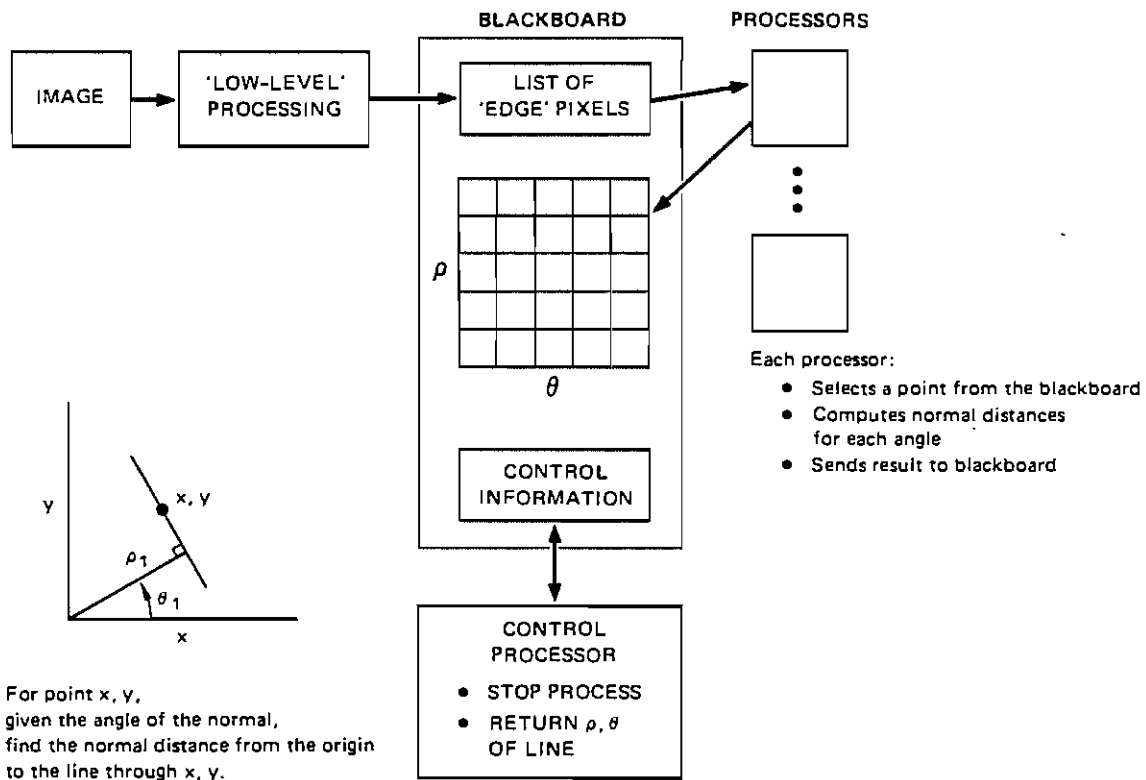 BLACKBOARD
PROCESSORS
IMAGE
'LOW-LEVEL'
PROCESSING
LIST OF
'EDGE' PIXELS
ρ
θ
Each processor:
● Selects a point from the blackboard
● Computes normal distances
for each angle
● Sends result to blackboard
CONTROL
INFORMATION
y
x, y
ρ1
θ1
x
CONTROL
PROCESSOR
● STOP PROCESS
● RETURN ρ, θ
OF LINE
For point x, y,
given the angle of the normal,
find the normal distance from the origin
to the line through x, y.